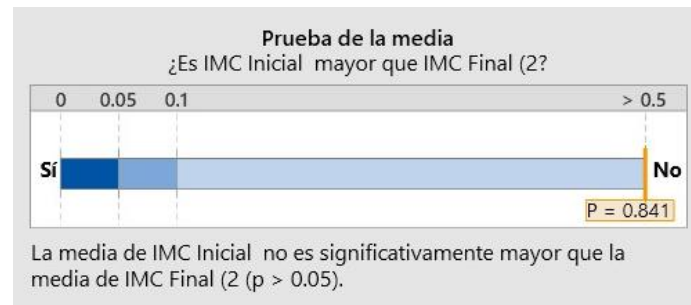 Prueba de la media
¿Es IMC Inicial mayor que IMC Final (2?
0 0.05 0.1 > 0.5
Sí No
P = 0.841
La media de IMC Inicial no es significativamente mayor que la
media de IMC Final (2 (p > 0.05).